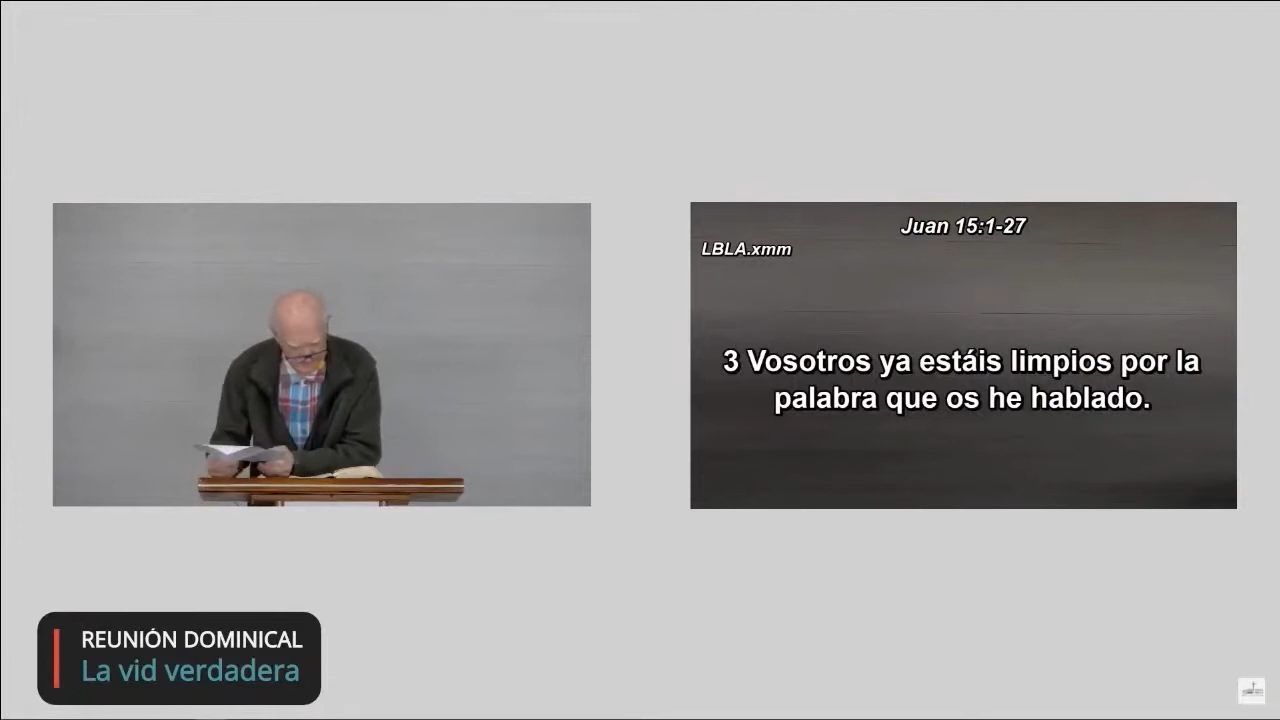 Juan 15:1-27
LBLA.xmm
3 Vosotros ya estáis limpios por la
palabra que os he hablado.
REUNIÓN DOMINICAL
La vid verdadera